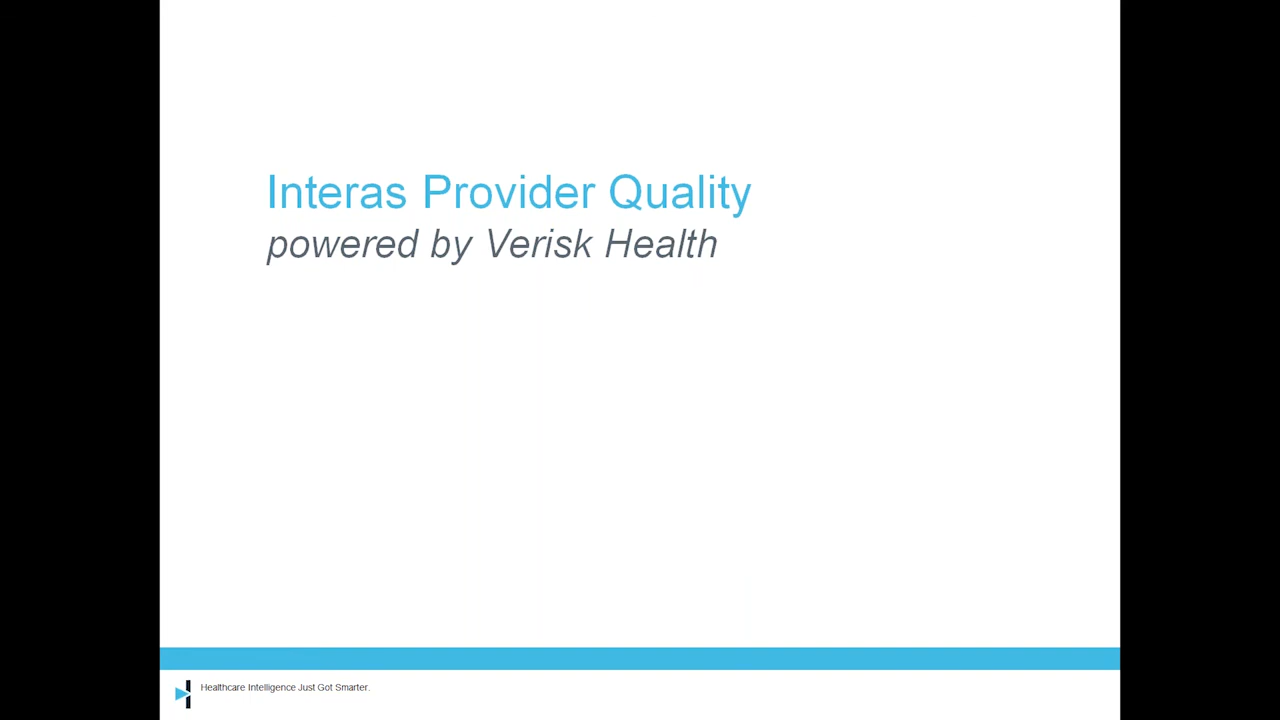 Interas Provider Quality
powered by Verisk Health
Healthcare Intelligence Just Got Smarter.